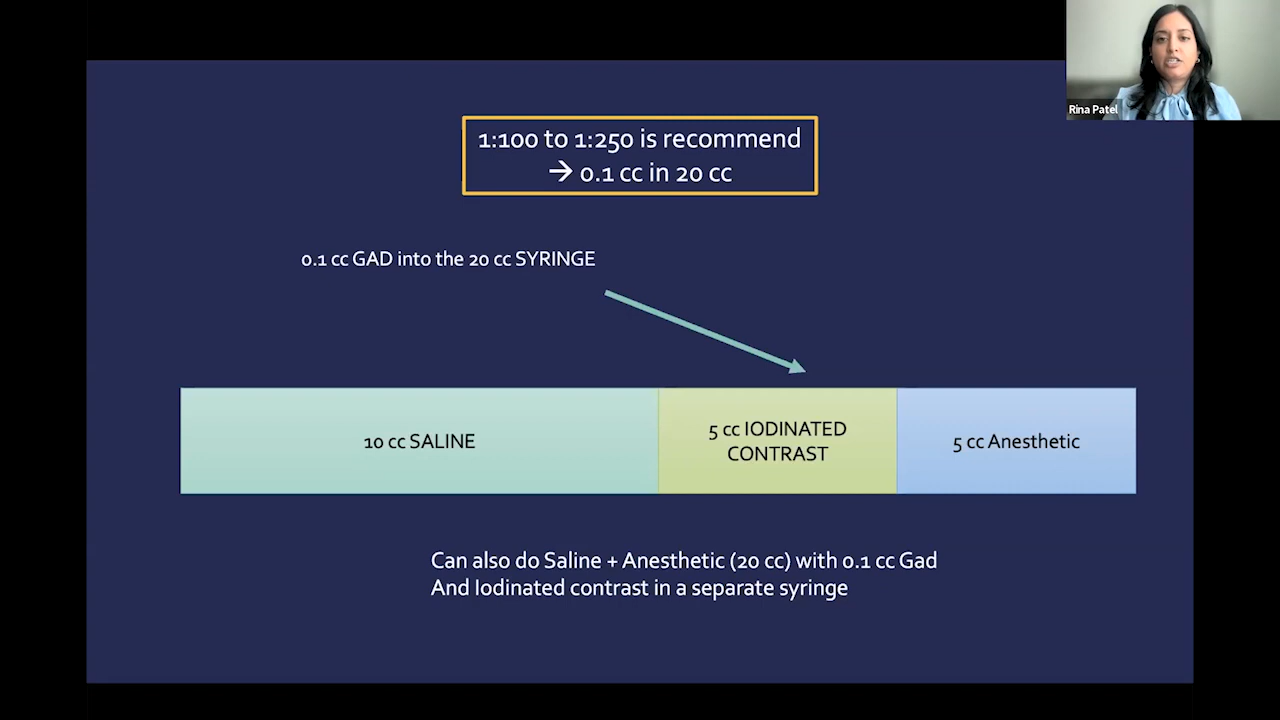 Rina Patel
1:100 to 1:250 is recommend
→ 0.1 cc in 20 cc
0.1 cc GAD into the 20 cc SYRINGE
10 cc SALINE
5 cc IODINATED
CONTRAST
5 cc Anesthetic
Can also do Saline + Anesthetic (20 cc) with 0.1 cc Gad
And Iodinated contrast in a separate syringe